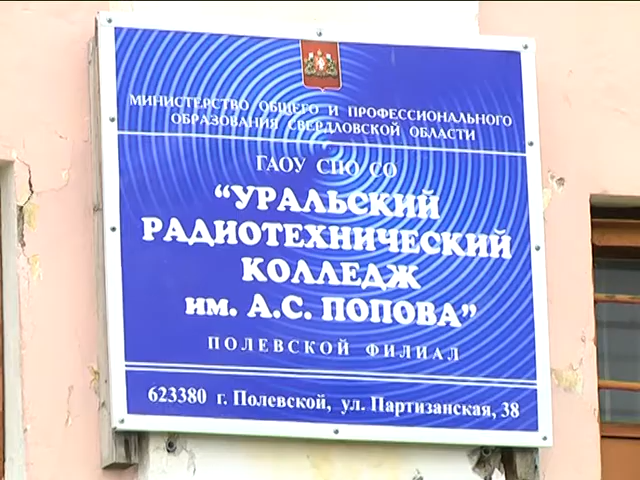 МИНИСТЕРСТВО ОБЩЕГО И ПРОФЕССИОНАЛЬНОГО
ОБРАЗОВАНИЯ СВЕРДЛОВСКОЙ ОБЛАСТИ
ГАОУ СПО СО
“УРАЛЬСКИЙ
РАДИОТЕХНИЧЕСКИЙ
КОЛЛЕДЖ
им. А.С. ПОПОВА”
ПОЛЕВСКОЙ ФИЛИАЛ
623380 г. Полевской, ул. Партизанская, 38